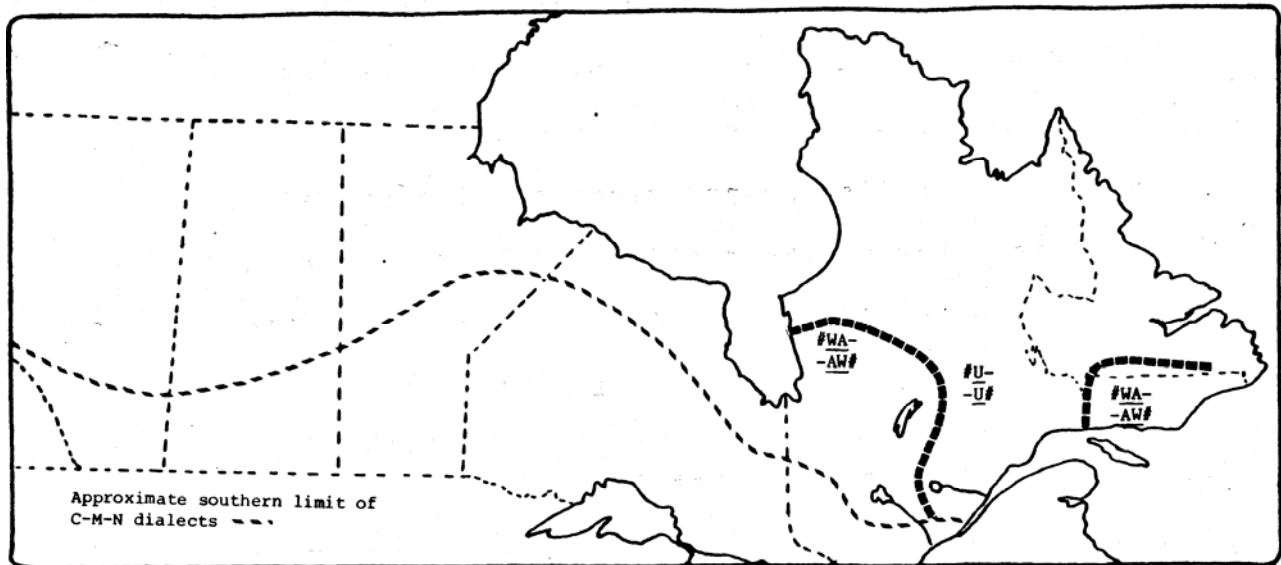 #WA-
-AW#
#U-
-U#
#WA-
-AW#
Approximate southern limit of
C-M-N dialects